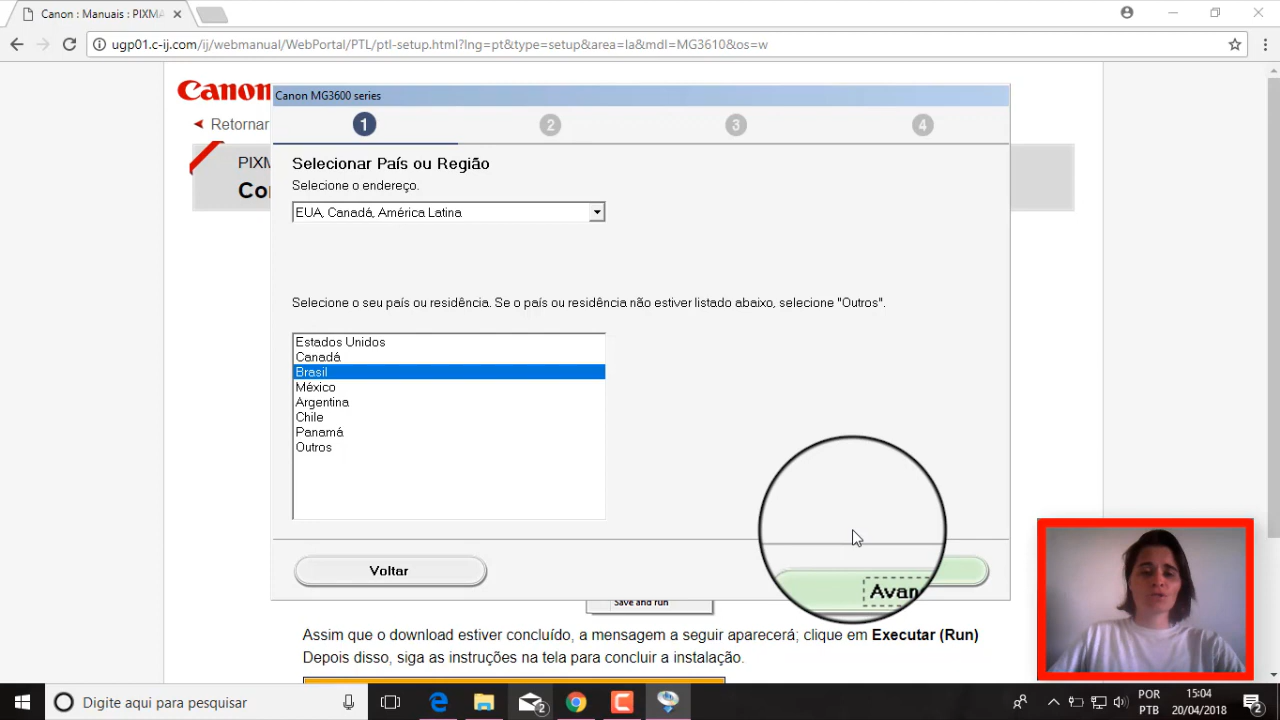 Canon : Manuais : PIXMA
ugp01.c-ij.com/ij/webmanual/WebPortal/PTL/ptl-setup.html?lng=pt&type=setup&area=la&mdl=MG3610&os=w
Canon
Retornar
Canon MG3600 series
1 2 3 4
Selecionar País ou Região
Selecione o endereço.
EUA, Canadá, América Latina
Selecione o seu país ou residência. Se o país ou residência não estiver listado abaixo, selecione "Outros".
Estados Unidos
Canadá
Brasil
México
Argentina
Chile
Panamá
Outros
Voltar
Save and run
Assim que o download estiver concluído, a mensagem a seguir aparecerá; clique em Executar (Run)
Depois disso, siga as instruções na tela para concluir a instalação.
Digite aqui para pesquisar
2
POR
PTB
15:04
20/04/2018
2